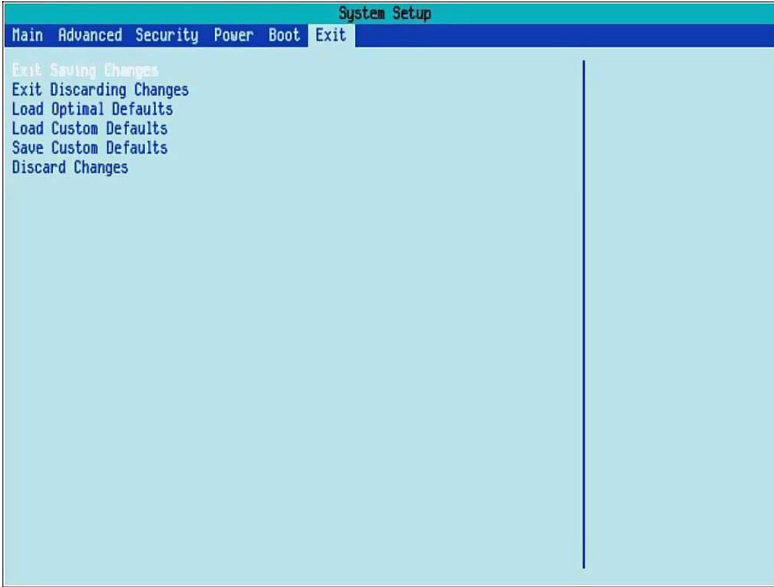 System Setup
Main Advanced Security Power Boot Exit
Exit Saving Changes
Exit Discarding Changes
Load Optimal Defaults
Load Custom Defaults
Save Custom Defaults
Discard Changes